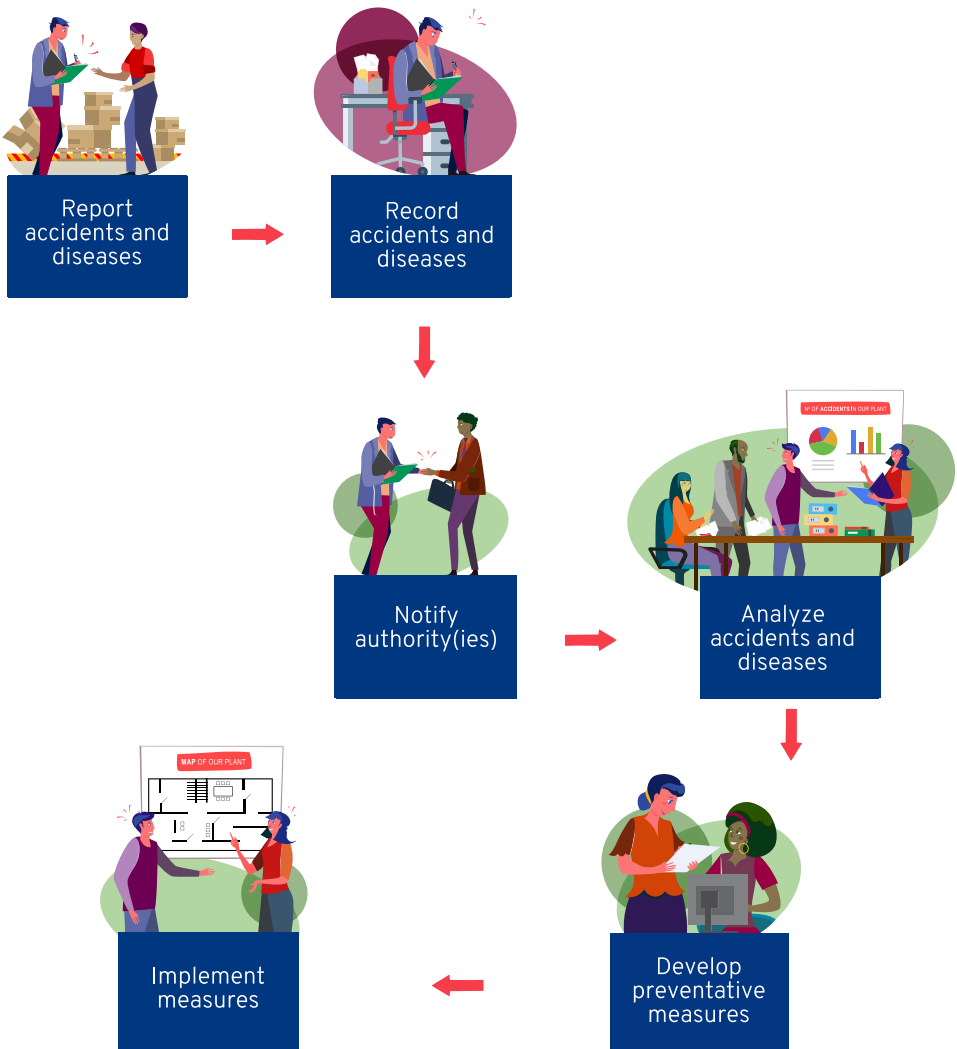 Report
accidents and
diseases
Record
accidents and
diseases
Notify
authority(ies)
Nº OF ACCIDENTS IN OUR PLANT
Analyze
accidents and
diseases
Develop
preventative
measures
MAP OF OUR PLANT
Implement
measures